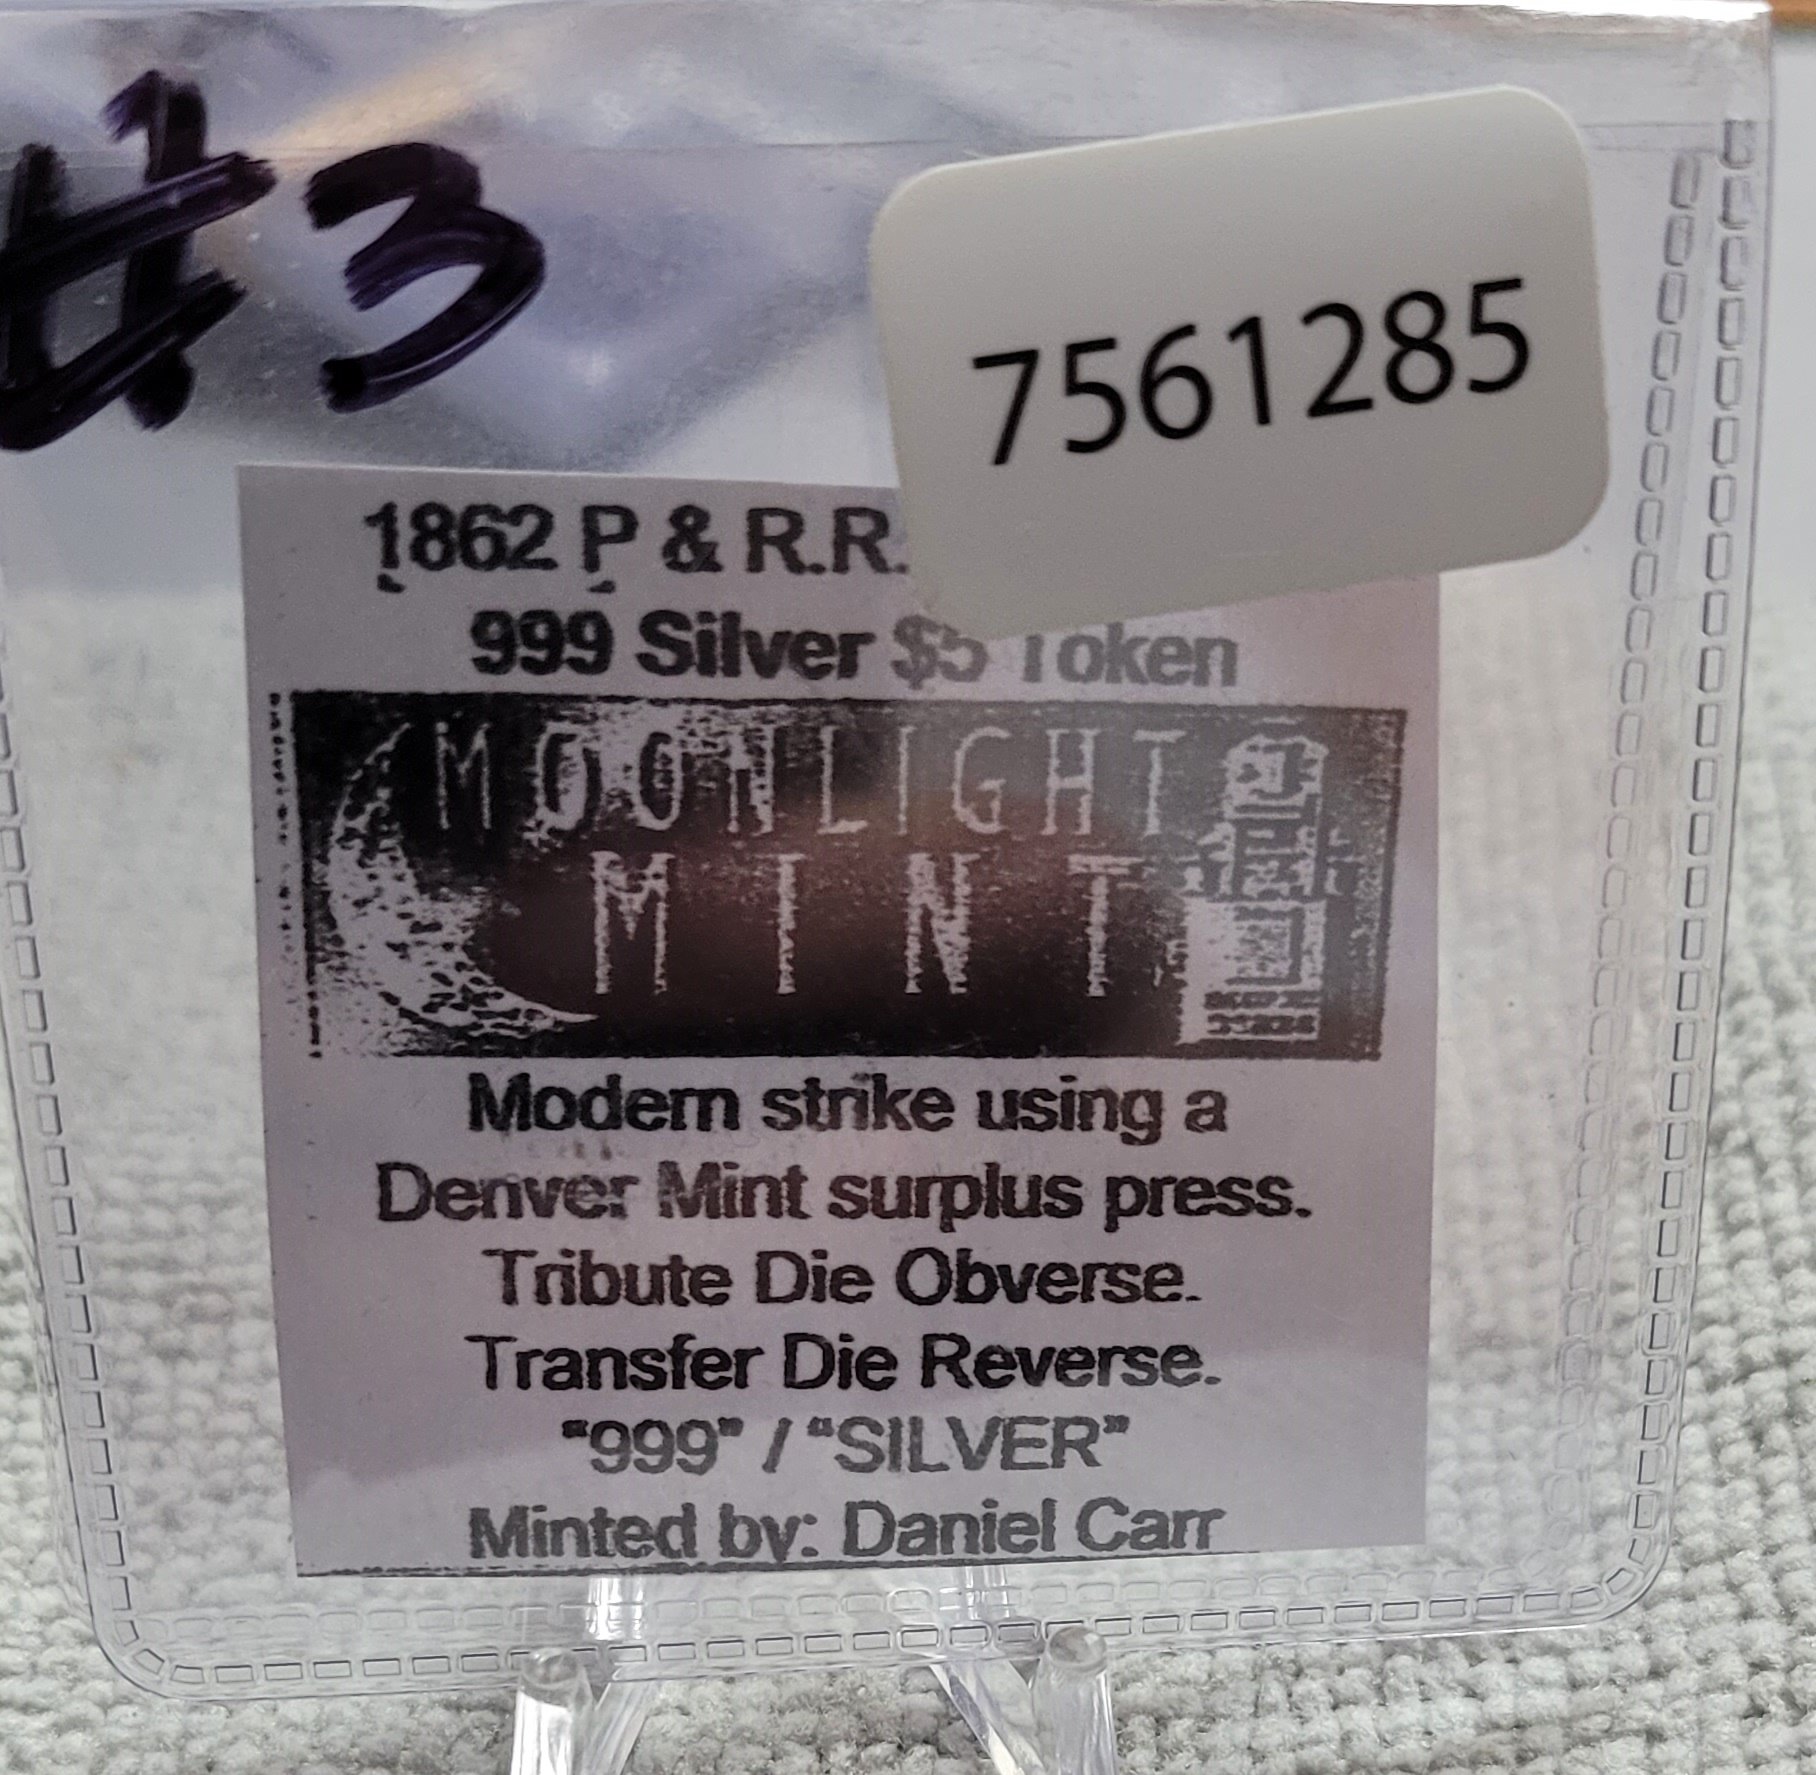 #3
7561285
1862 P & R.R.
999 Silver $5 Token
MOONLIGHT
MINT
Modern strike using a
Denver Mint surplus press.
Tribute Die Obverse.
Transfer Die Reverse.
“999” / “SILVER”
Minted by: Daniel Carr